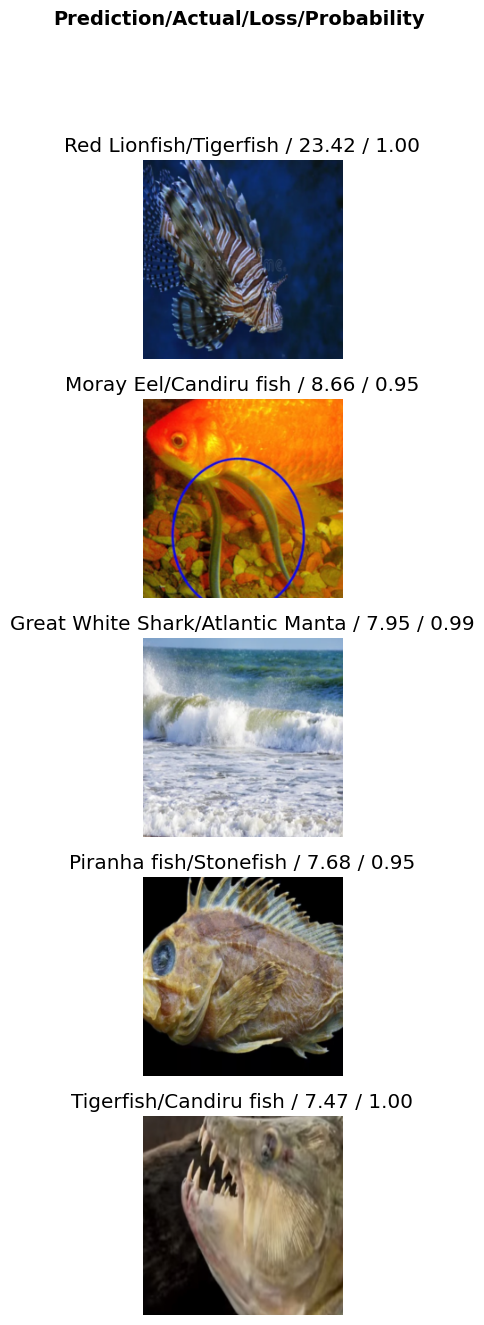 Prediction/Actual/Loss/Probability
Red Lionfish/Tigerfish / 23.42 / 1.00
Moray Eel/Candiru fish / 8.66 / 0.95
Great White Shark/Atlantic Manta / 7.95 / 0.99
Piranha fish/Stonefish / 7.68 / 0.95
Tigerfish/Candiru fish / 7.47 / 1.00